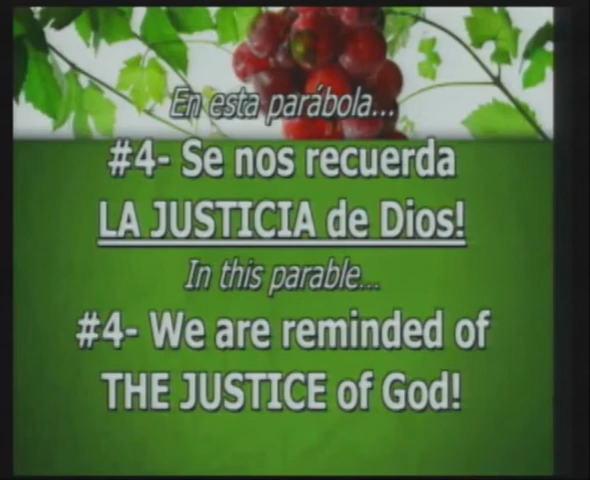 En esta parábola...
#4- Se nos recuerda
LA JUSTICIA de Dios!
In this parable...
#4- We are reminded of
THE JUSTICE of God!